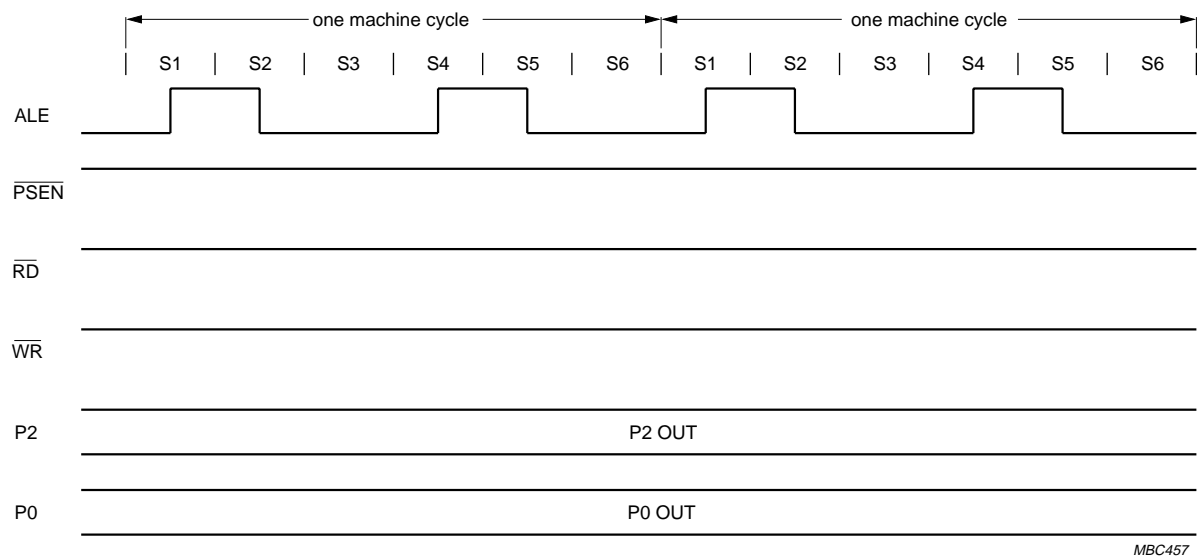 one machine cycle one machine cycle
S1 S2 S3 S4 S5 S6 S1 S2 S3 S4 S5 S6
ALE
PSEN
RD
WR
P2 P2 OUT
P0 P0 OUT
MBC457